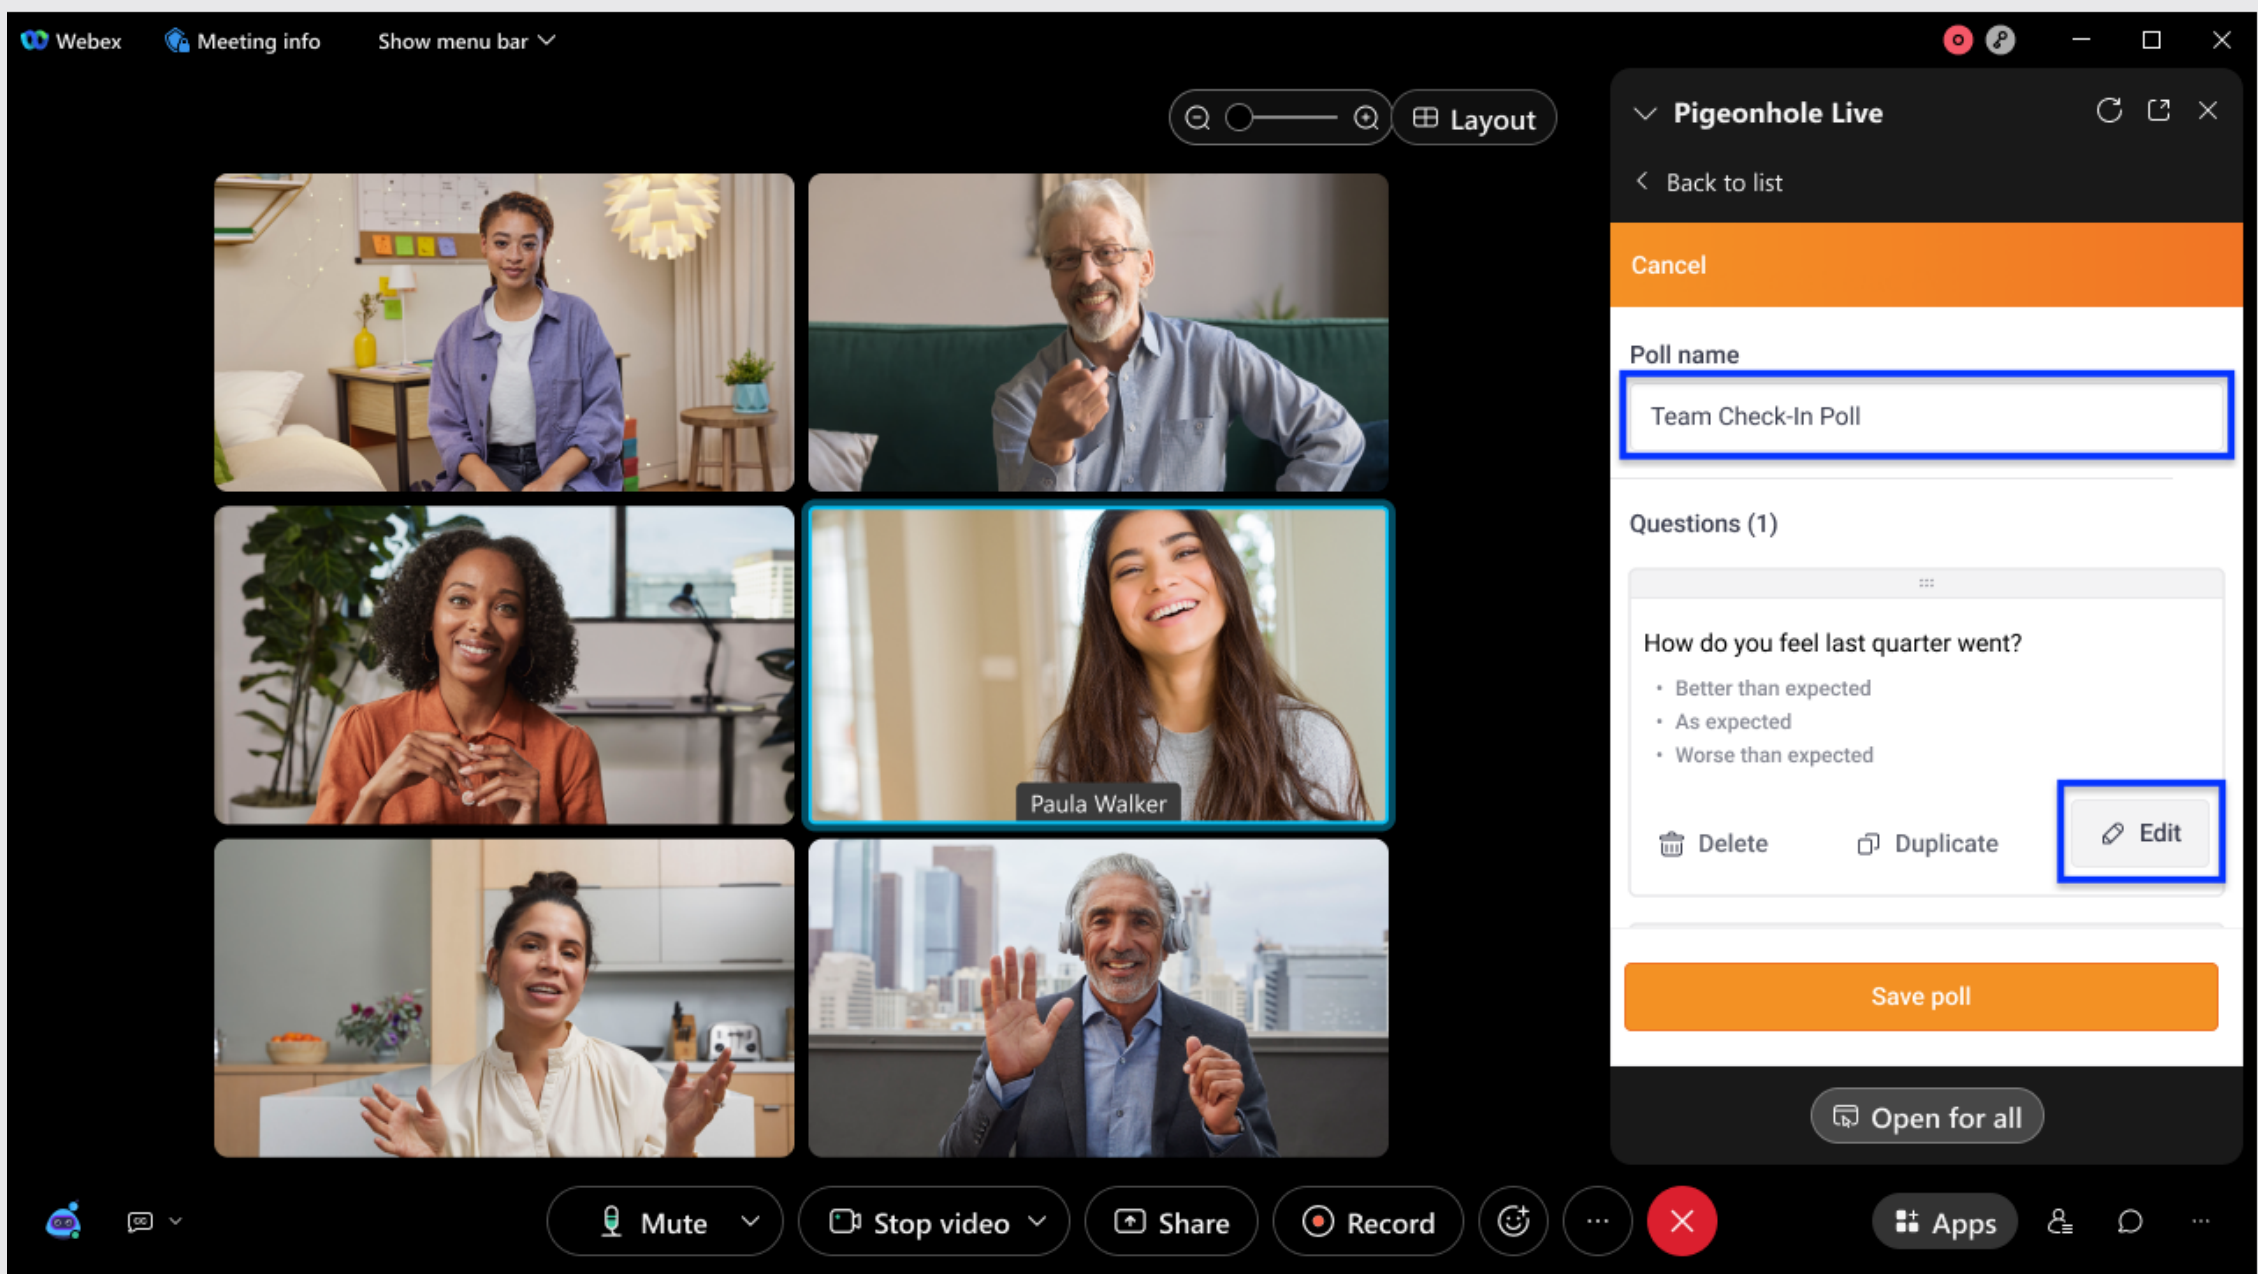 Webex
Meeting info
Show menu bar
Layout
Pigeonhole Live
Back to list
Cancel
Poll name
Team Check-In Poll
Questions (1)
How do you feel last quarter went?
• Better than expected
• As expected
• Worse than expected
Delete
Duplicate
Edit
Save poll
Open for all
Paula Walker
CC
Mute
Stop video
Share
Record
Apps